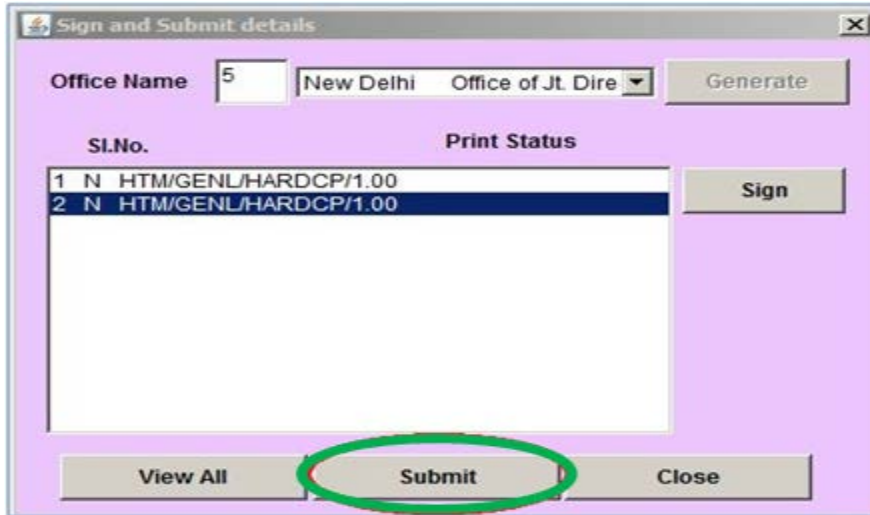 Sign and Submit details
Office Name 5 New Delhi Office of Jt. Dire Generate
Sl.No. Print Status
1 N HTM/GENL/HARDCP/1.00
2 N HTM/GENL/HARDCP/1.00
Sign
View All Submit Close